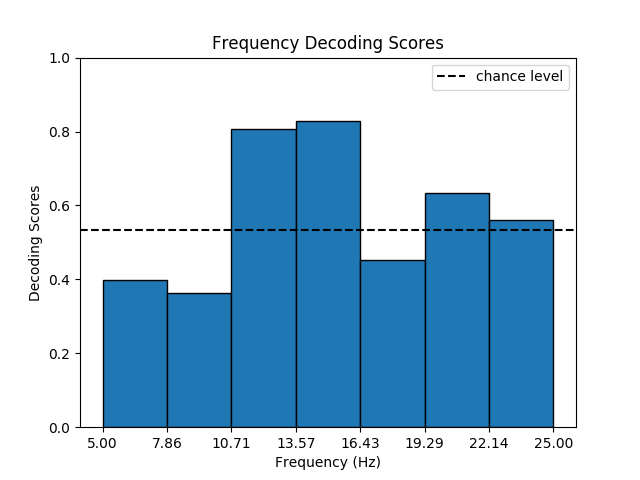 Frequency Decoding Scores
chance level
1.0
0.8
0.6
0.4
0.2
0.0
Decoding Scores
5.00 7.86 10.71 13.57 16.43 19.29 22.14 25.00
Frequency (Hz)